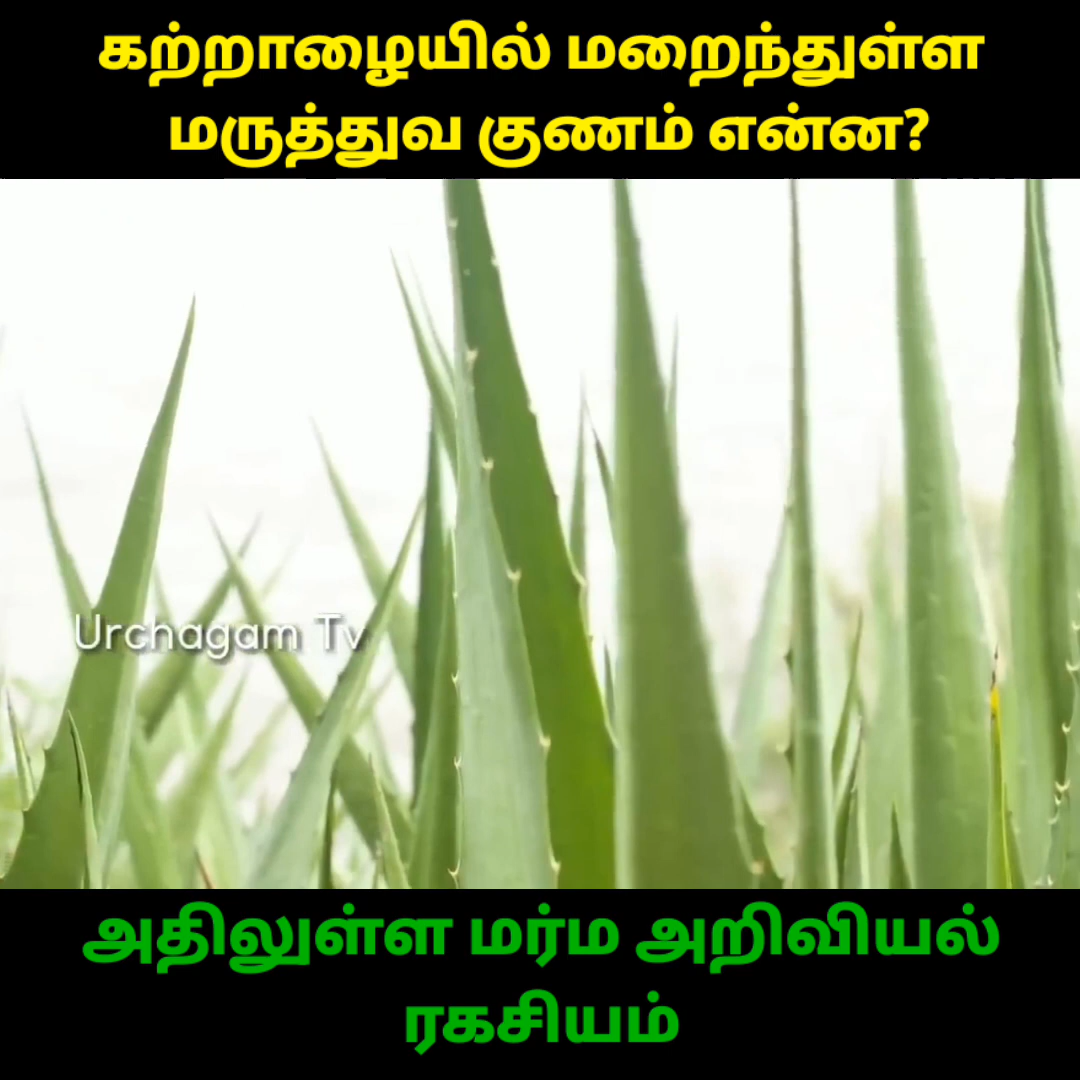 கற்றாழையில் மறைந்துள்ள
மருத்துவ குணம் என்ன?
Urchagam Tv
அதிலுள்ள மர்ம அறிவியல்
ரகசியம்